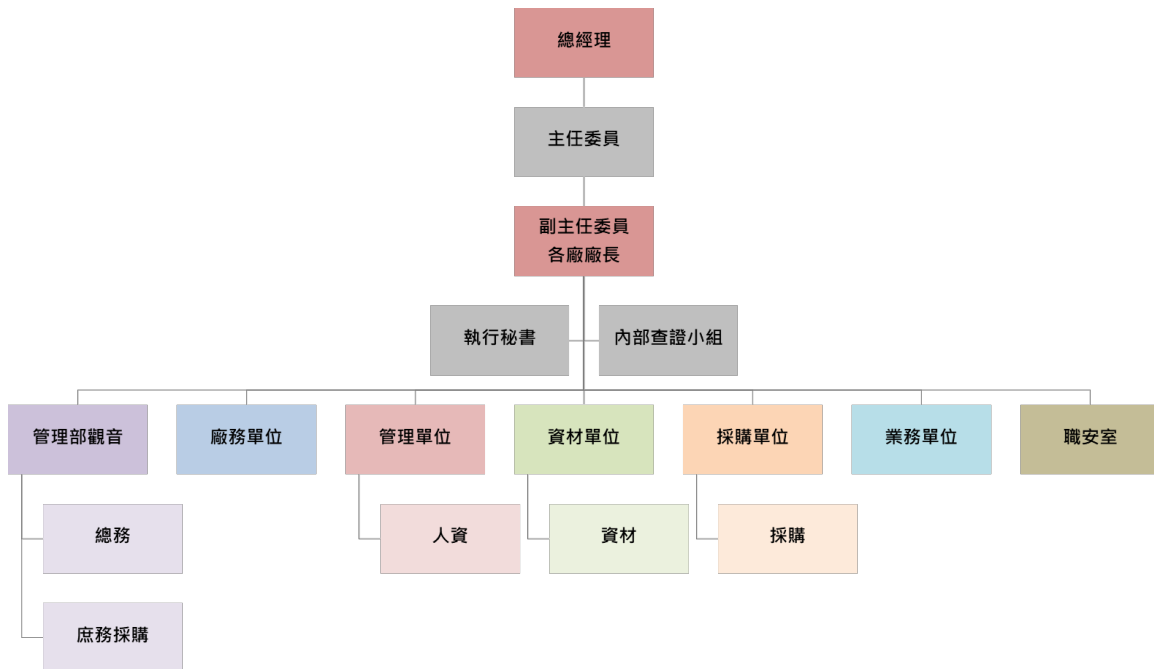 總經理
主任委員
副主任委員
各廠廠長
執行秘書
內部查證小組
管理部觀音
廠務單位
管理單位
資材單位
採購單位
業務單位
職安室
總務
人資
資材
採購
庶務採購